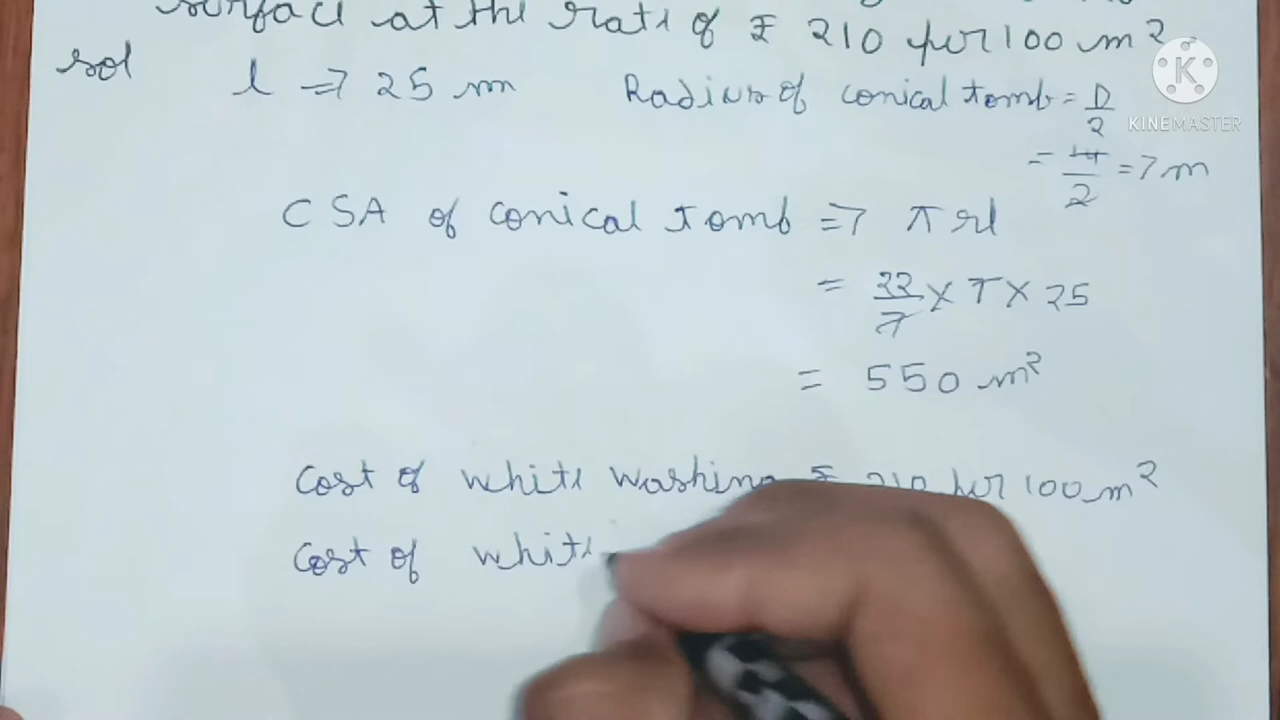 surface at the rate of ₹ 210 per 100 m²
sol l ⇒ 25 m Radius of conical tomb = D/2
= 14/2 = 7 m
CSA of conical tomb ⇒ π rl
= 22/7 × 7 × 25
= 550 m²
Cost of white washing ₹ 210 per 100 m²
Cost of white
KINEMASTER